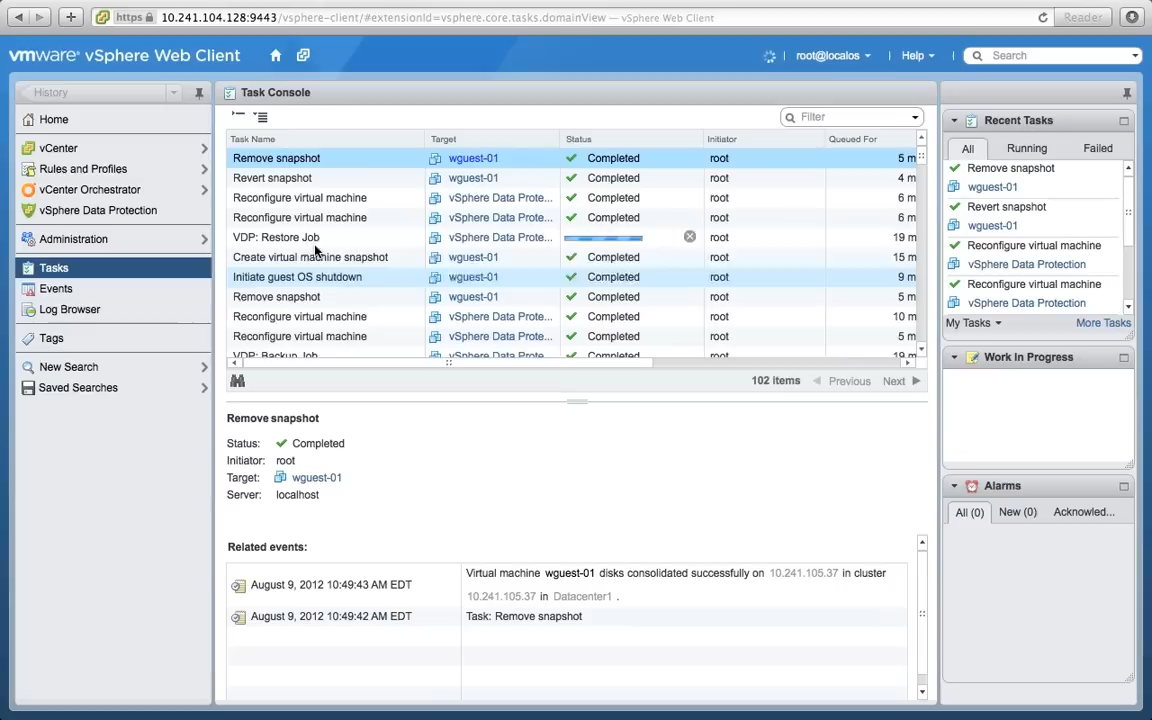 https 10.241.104.128:9443/vsphere-client/#extensionId=vsphere.core.tasks.domainView — vSphere Web Client Reader
vmware® vSphere Web Client root@localos Help Search
History
Home
vCenter
Rules and Profiles
vCenter Orchestrator
vSphere Data Protection
Administration
Tasks
Events
Log Browser
Tags
New Search
Saved Searches
Task Console
Filter
Task Name Target Status Initiator Queued For
Remove snapshot wguest-01 Completed root 5 m
Revert snapshot wguest-01 Completed root 4 m
Reconfigure virtual machine vSphere Data Prote... Completed root 6 m
Reconfigure virtual machine vSphere Data Prote... Completed root 6 m
VDP: Restore Job vSphere Data Prote... root 19 m
Create virtual machine snapshot wguest-01 Completed root 15 m
Initiate guest OS shutdown wguest-01 Completed root 9 m
Remove snapshot wguest-01 Completed root 5 m
Reconfigure virtual machine vSphere Data Prote... Completed root 10 m
Reconfigure virtual machine vSphere Data Prote... Completed root 5 m
VDP: Backup Job vSphere Data Prote... Completed root 19 m
102 items Previous Next
Remove snapshot
Status: Completed
Initiator: root
Target: wguest-01
Server: localhost
Related events:
August 9, 2012 10:49:43 AM EDT Virtual machine wguest-01 disks consolidated successfully on 10.241.105.37 in cluster
10.241.105.37 in Datacenter1 .
August 9, 2012 10:49:42 AM EDT Task: Remove snapshot
Recent Tasks
All Running Failed
Remove snapshot
wguest-01
Revert snapshot
wguest-01
Reconfigure virtual machine
vSphere Data Protection
Reconfigure virtual machine
vSphere Data Protection
My Tasks More Tasks
Work In Progress
Alarms
All (0) New (0) Acknowled...